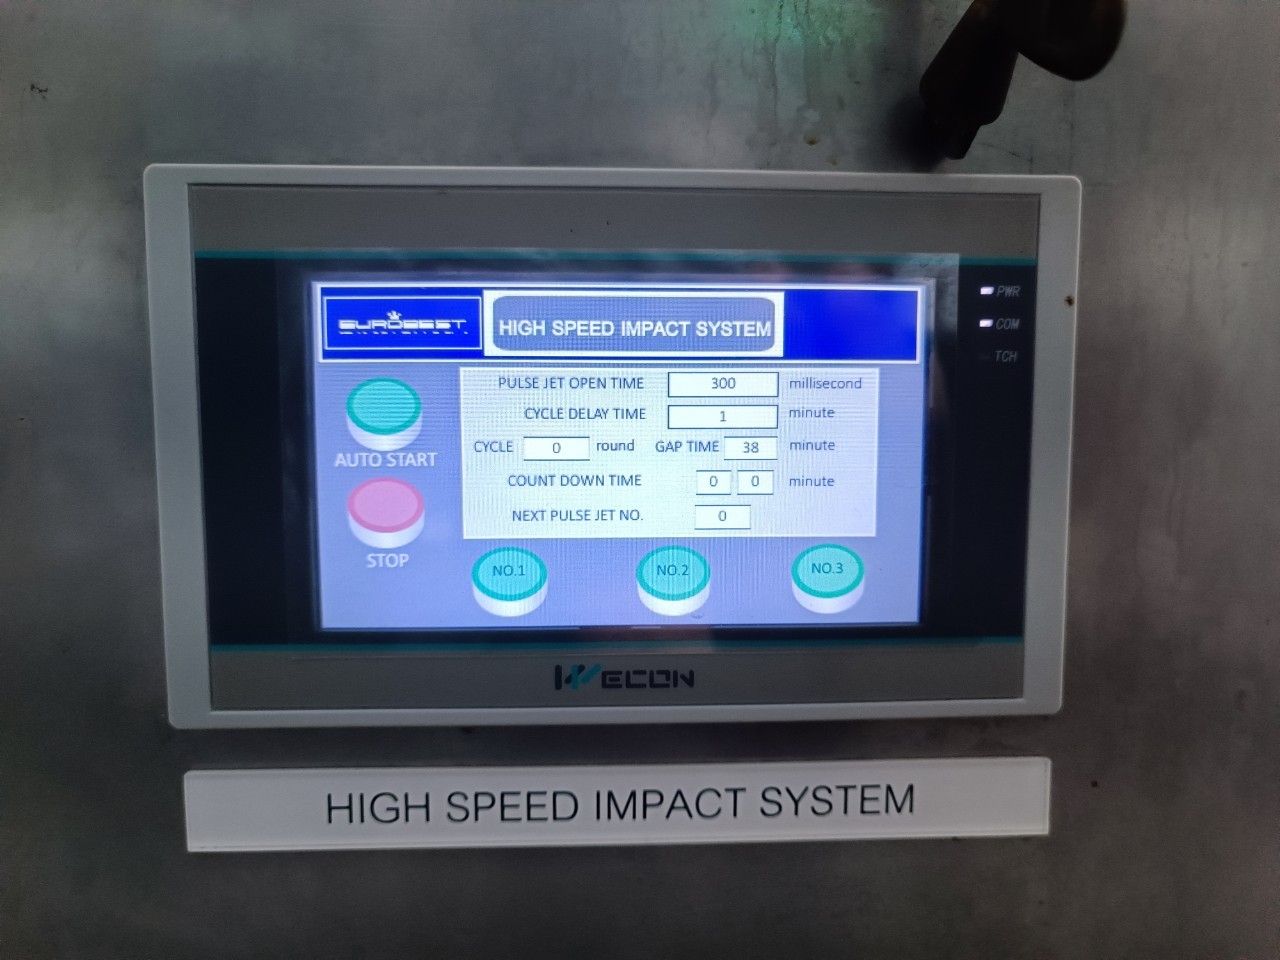 EUROBEST
HIGH SPEED IMPACT SYSTEM
PWR
COM
TCH
PULSE JET OPEN TIME 300 millisecond
CYCLE DELAY TIME 1 minute
CYCLE 0 round GAP TIME 38 minute
COUNT DOWN TIME 0 0 minute
NEXT PULSE JET NO. 0
AUTO START
STOP
NO.1 NO.2 NO.3
WECON
HIGH SPEED IMPACT SYSTEM